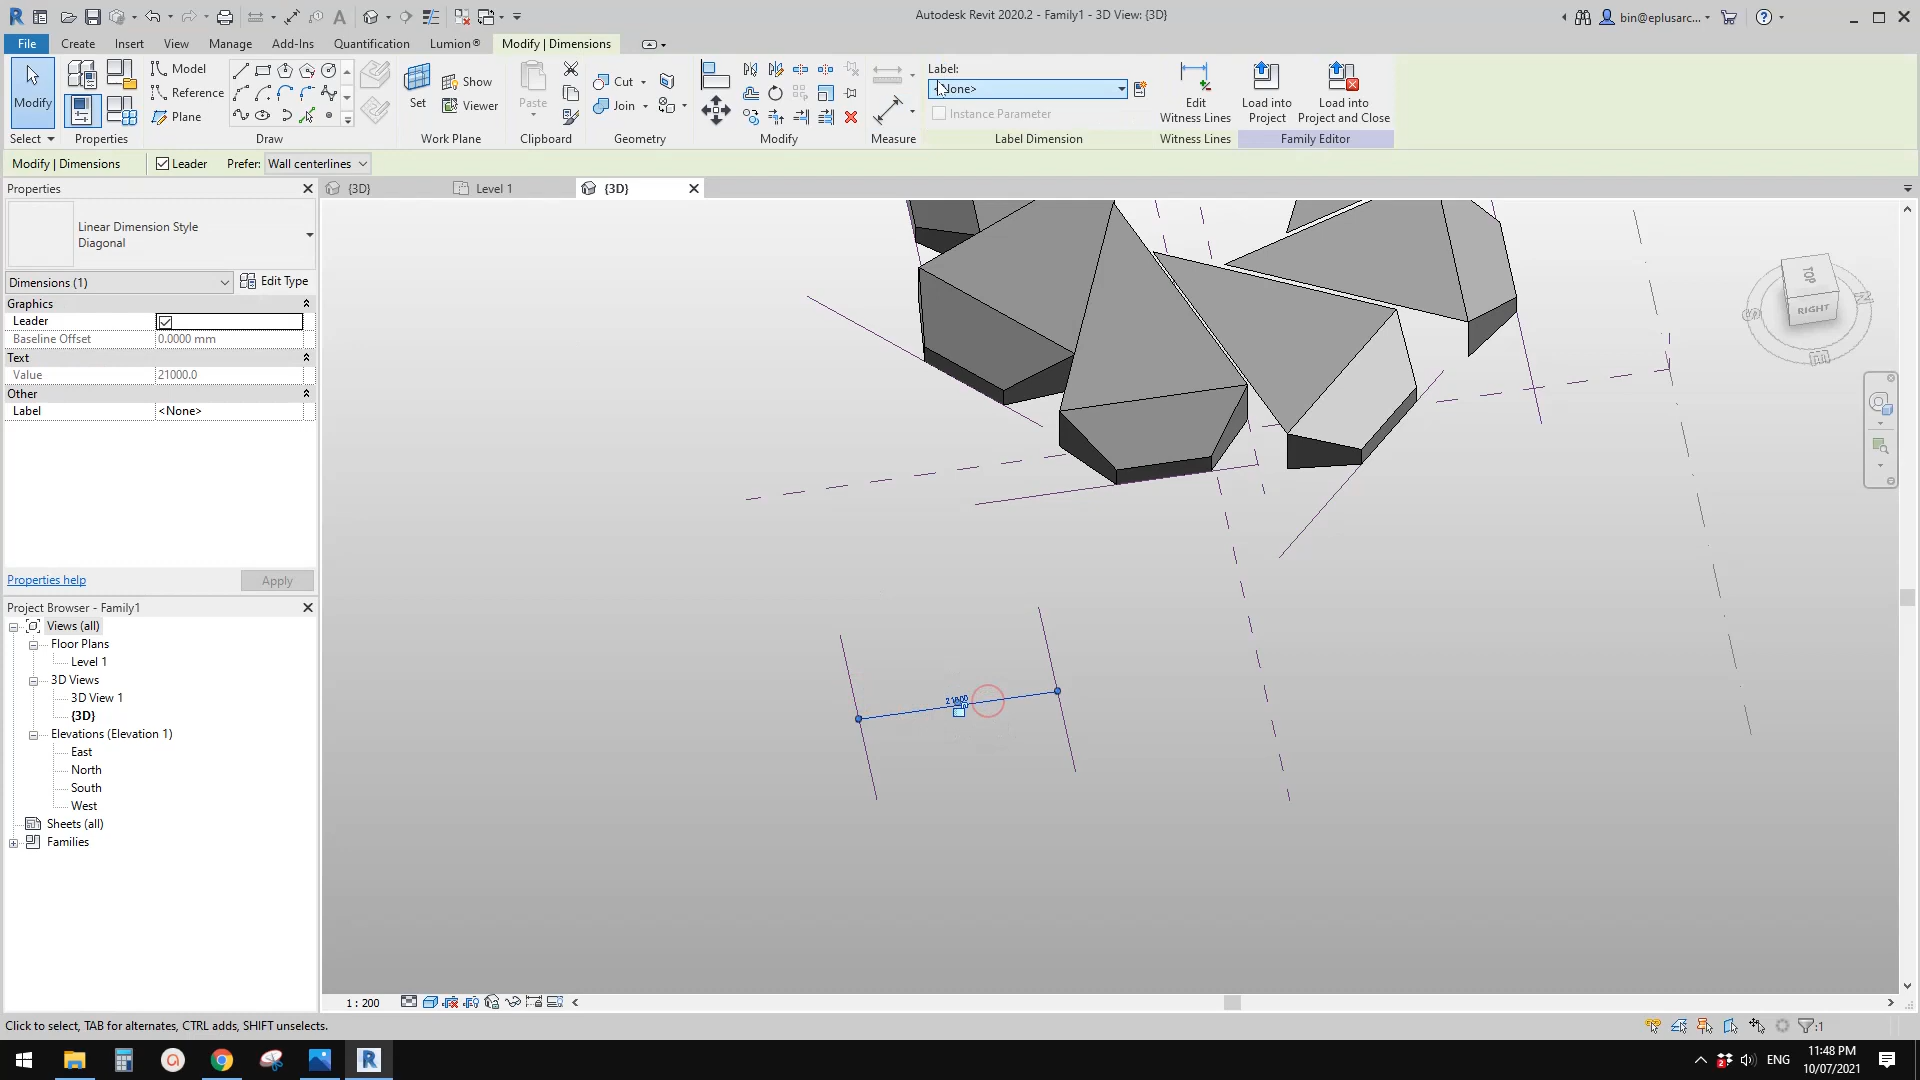 Autodesk Revit 2020.2 - Family1 - 3D View: {3D}
bin@eplusarc...
File Create Insert View Manage Add-Ins Quantification Lumion® Modify | Dimensions
Modify
Select
Properties
Model
Reference
Plane
Draw
Set
Show
Viewer
Work Plane
Paste
Clipboard
Cut
Join
Geometry
Modify
Measure
Label:
<None>
Instance Parameter
Label Dimension
Edit
Witness Lines
Witness Lines
Load into
Project
Load into
Project and Close
Family Editor
Modify | Dimensions
Leader
Prefer: Wall centerlines
Properties
{3D}
Level 1
{3D}
Linear Dimension Style
Diagonal
Dimensions (1)
Edit Type
Graphics
Leader
Baseline Offset 0.0000 mm
Text
Value 21000.0
Other
Label <None>
Properties help
Apply
Project Browser - Family1
Views (all)
Floor Plans
Level 1
3D Views
3D View 1
{3D}
Elevations (Elevation 1)
East
North
South
West
Sheets (all)
Families
TOP
RIGHT
S
E
N
1 : 200
Click to select, TAB for alternates, CTRL adds, SHIFT unselects.
:1
ENG
11:48 PM
10/07/2021